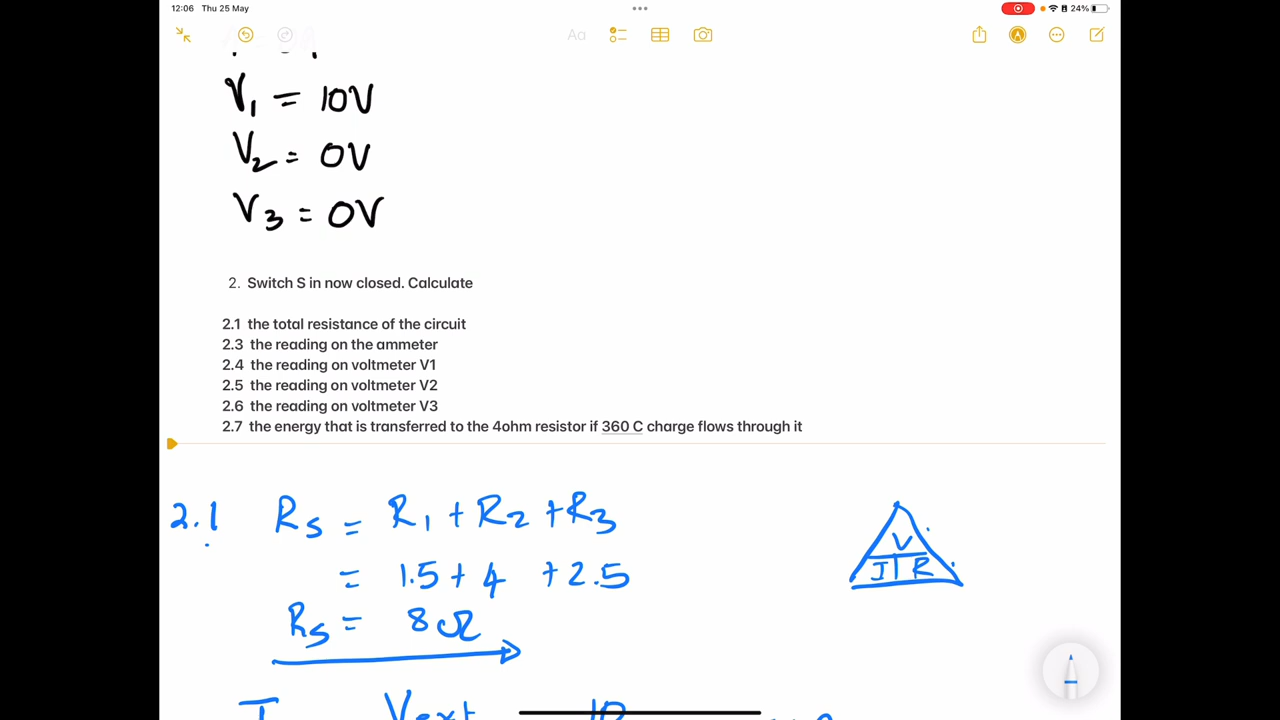 12:06 Thu 25 May
24%
Aa
V1 = 10V
V2 = 0V
V3 = 0V
2. Switch S in now closed. Calculate
2.1 the total resistance of the circuit
2.3 the reading on the ammeter
2.4 the reading on voltmeter V1
2.5 the reading on voltmeter V2
2.6 the reading on voltmeter V3
2.7 the energy that is transferred to the 4ohm resistor if 360 C charge flows through it
2.1 Rs = R1 + R2 + R3
= 1.5 + 4 + 2.5
Rs = 8Ω
V
I R
I Vext 10